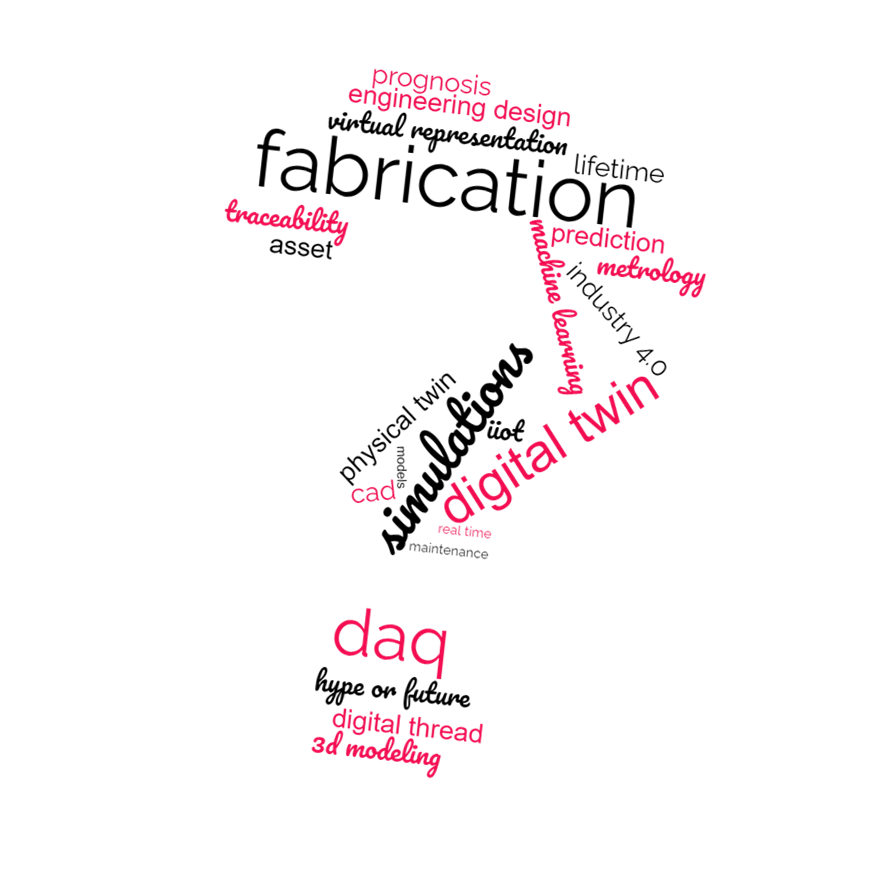 prognosis
engineering design
virtual representation
fabrication
lifetime
traceability
asset
prediction
machine learning
metrology
industry 4.0
simulations
physical twin
models
cad
iiot
digital twin
real time
maintenance
daq
hype or future
digital thread
3d modeling